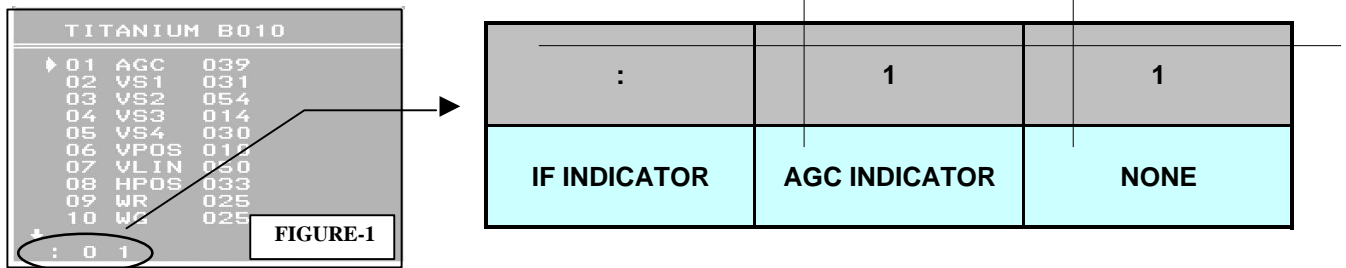 TITANIUM B010
01 AGC 039
02 VS1 031
03 VS2 054
04 VS3 014
05 VS4 030
06 VPOS 010
07 VLIN 050
08 HPOS 033
09 WR 025
10 WG 025
: 0 1
FIGURE-1
: 1 1
IF INDICATOR AGC INDICATOR NONE